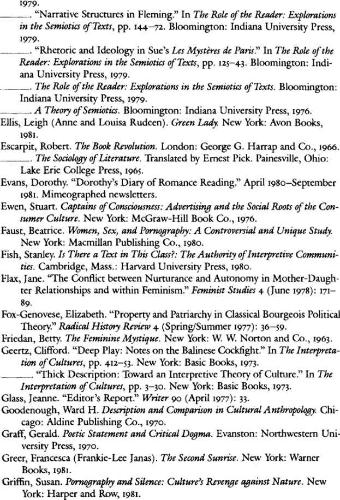 1979.
———. "Narrative Structures in Fleming." In The Role of the Reader: Explorations
in the Semiotics of Texts, pp. 144–72. Bloomington: Indiana University Press,
1979.
———. "Rhetoric and Ideology in Sue's Les Mystères de Paris." In The Role of the
Reader: Explorations in the Semiotics of Texts, pp. 125–43. Bloomington: Indi-
ana University Press, 1979.
———. The Role of the Reader: Explorations in the Semiotics of Texts. Bloomington:
Indiana University Press, 1979.
———. A Theory of Semiotics. Bloomington: Indiana University Press, 1976.
Ellis, Leigh (Anne and Louisa Rudeen). Green Lady. New York: Avon Books,
1981.
Escarpit, Robert. The Book Revolution. London: George G. Harrap and Co., 1966.
———. The Sociology of Literature. Translated by Ernest Pick. Painesville, Ohio:
Lake Erie College Press, 1965.
Evans, Dorothy. "Dorothy's Diary of Romance Reading." April 1980–September
1981. Mimeographed newsletters.
Ewen, Stuart. Captains of Consciousness: Advertising and the Social Roots of the Con-
sumer Culture. New York: McGraw-Hill Book Co., 1976.
Faust, Beatrice. Women, Sex, and Pornography: A Controversial and Unique Study.
New York: Macmillan Publishing Co., 1980.
Fish, Stanley. Is There a Text in This Class?: The Authority of Interpretive Communi-
ties. Cambridge, Mass.: Harvard University Press, 1980.
Flax, Jane. "The Conflict between Nurturance and Autonomy in Mother-Daugh-
ter Relationships and within Feminism." Feminist Studies 4 (June 1978): 171–
89.
Fox-Genovese, Elizabeth. "Property and Patriarchy in Classical Bourgeois Political
Theory." Radical History Review 4 (Spring/Summer 1977): 36–59.
Friedan, Betty. The Feminine Mystique. New York: W. W. Norton and Co., 1963.
Geertz, Clifford. "Deep Play: Notes on the Balinese Cockfight." In The Interpreta-
tion of Cultures, pp. 412–53. New York: Basic Books, 1973.
———. "Thick Description: Toward an Interpretive Theory of Culture." In The
Interpretation of Cultures, pp. 3–30. New York: Basic Books, 1973.
Glass, Jeanne. "Editor's Report." Writer 90 (April 1977): 33.
Goodenough, Ward H. Description and Comparison in Cultural Anthropology. Chi-
cago: Aldine Publishing Co., 1970.
Graff, Gerald. Poetic Statement and Critical Dogma. Evanston: Northwestern Uni-
versity Press, 1970.
Greer, Francesca (Frankie-Lee Janas). The Second Sunrise. New York: Warner
Books, 1981.
Griffin, Susan. Pornography and Silence: Culture's Revenge against Nature. New
York: Harper and Row, 1981.